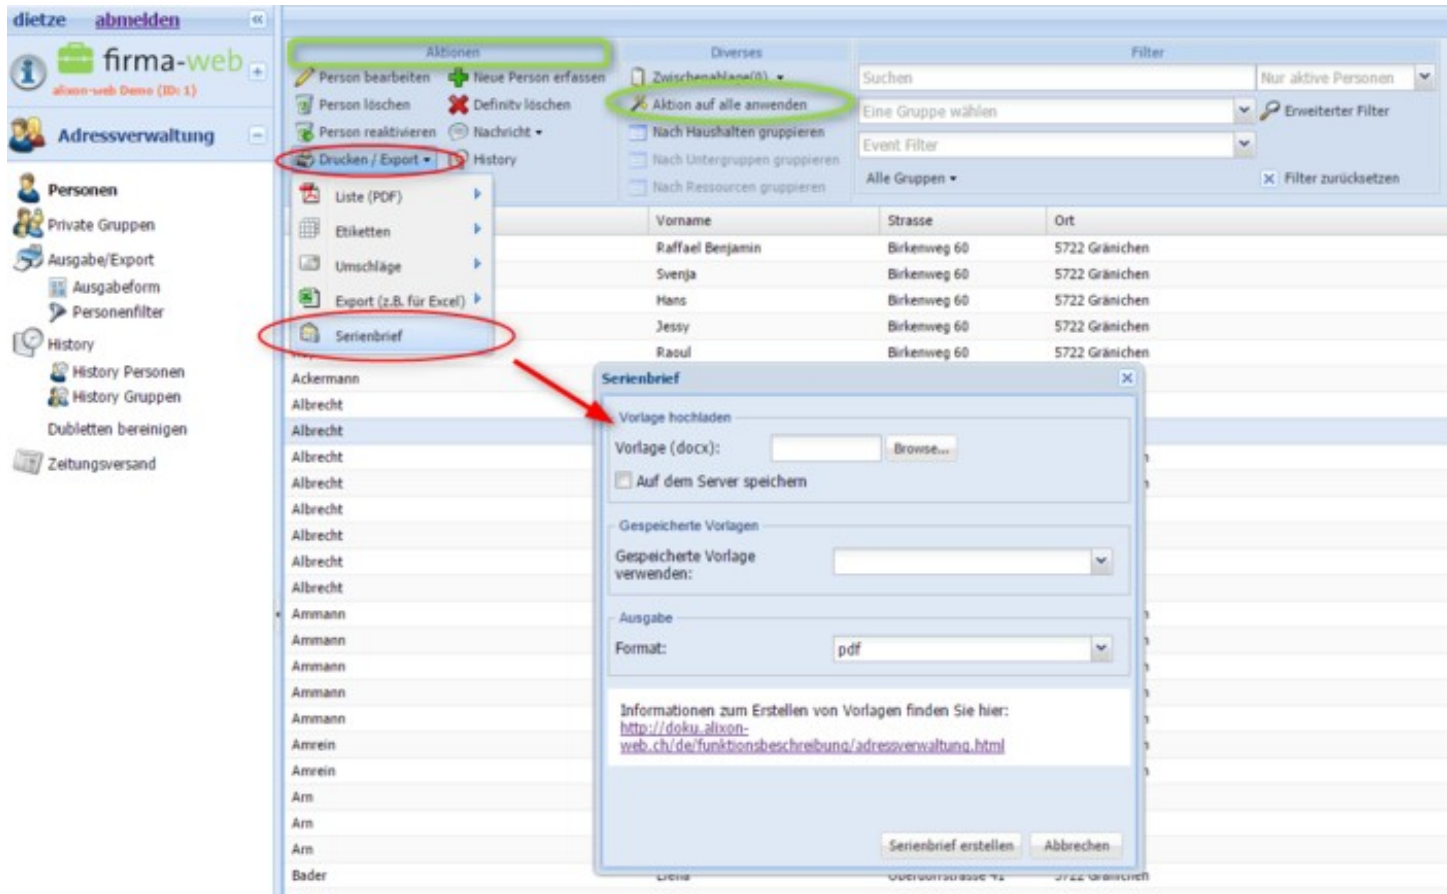 dietze abmelden
firma-web
alixon-web Demo (ID: 1)
Adressverwaltung
Personen
Private Gruppen
Ausgabe/Export
Ausgabeform
Personenfilter
History
History Personen
History Gruppen
Dubletten bereinigen
Zeitungsversand
Aktionen
Person bearbeiten Neue Person erfassen
Person löschen Definitv löschen
Person reaktivieren Nachricht
Drucken / Export History
Liste (PDF)
Etiketten
Umschläge
Export (z.B. für Excel)
Serienbrief
Diverses
Zwischenablage(0)
Aktion auf alle anwenden
Nach Haushalten gruppieren
Nach Untergruppen gruppieren
Nach Ressourcen gruppieren
Filter
Suchen Nur aktive Personen
Eine Gruppe wählen Erweiterter Filter
Event Filter
Alle Gruppen Filter zurücksetzen
Vorname Strasse Ort
Raffael Benjamin Birkenweg 60 5722 Gränichen
Svenja Birkenweg 60 5722 Gränichen
Hans Birkenweg 60 5722 Gränichen
Jessy Birkenweg 60 5722 Gränichen
Raoul Birkenweg 60 5722 Gränichen
Ackermann
Albrecht
Albrecht
Albrecht
Albrecht
Albrecht
Albrecht
Albrecht
Albrecht
Ammann
Ammann
Ammann
Ammann
Ammann
Amrein
Amrein
Arn
Arn
Arn
Bader
Serienbrief
Vorlage hochladen
Vorlage (docx): Browse...
Auf dem Server speichern
Gespeicherte Vorlagen
Gespeicherte Vorlage
verwenden:
Ausgabe
Format: pdf
Informationen zum Erstellen von Vorlagen finden Sie hier:
http://doku.alixon-
web.ch/de/funktionsbeschreibung/adressverwaltung.html
Serienbrief erstellen Abbrechen